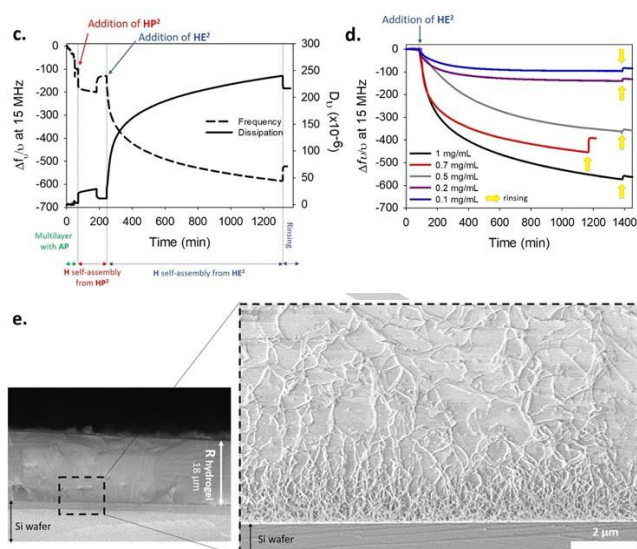 c.
Addition of HP²
Addition of HE²
Δfᵤ/υ at 15 MHz
0
-100
-200
-300
-400
-500
-600
-700
Frequency
Dissipation
300
250
200
150
100
50
0
Dᵤ (x10−6)
0 200 400 600 800 1000 1200
Time (min)
Multilayer with AP
H self-assembly from HP²
H self-assembly from HE²
Rinsing
d.
Addition of HE²
Δfυ/υ at 15 MHz
0
-100
-200
-300
-400
-500
-600
-700
1 mg/mL
0.7 mg/mL
0.5 mg/mL
0.2 mg/mL
0.1 mg/mL
rinsing
0 200 400 600 800 1000 1200 1400
Time (min)
e.
R hydrogel
18 μm
Si wafer
Si wafer
2 μm